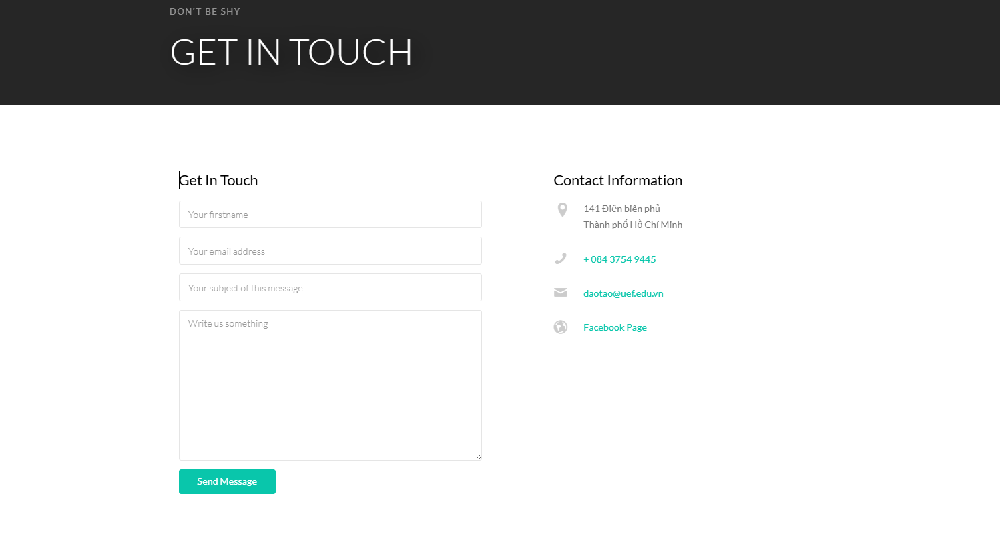 DON'T BE SHY
GET IN TOUCH
Get In Touch
Your firstname
Your email address
Your subject of this message
Write us something
Send Message
Contact Information
141 Điện biên phủ
Thành phố Hồ Chí Minh
+ 084 3754 9445
daotao@uef.edu.vn
Facebook Page